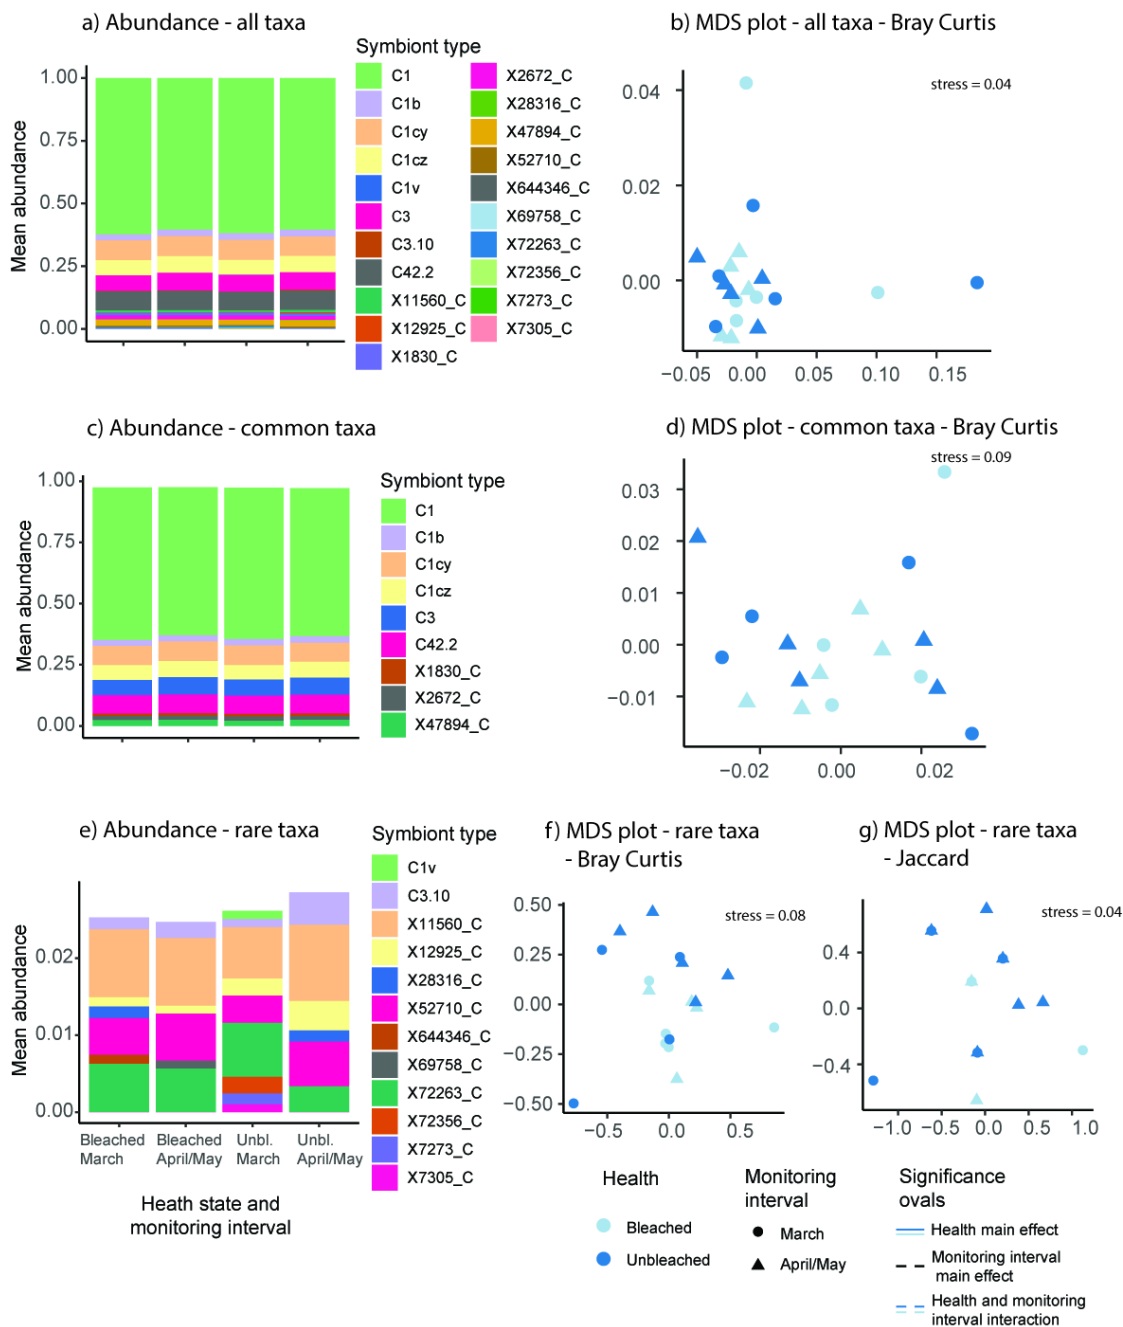 a) Abundance - all taxa
Mean abundance
1.00
0.75
0.50
0.25
0.00
Symbiont type
C1
C1b
C1cy
C1cz
C1v
C3
C3.10
C42.2
X11560_C
X12925_C
X1830_C
X2672_C
X28316_C
X47894_C
X52710_C
X644346_C
X69758_C
X72263_C
X72356_C
X7273_C
X7305_C
b) MDS plot - all taxa - Bray Curtis
stress = 0.04
0.04
0.02
0.00
−0.05 0.00 0.05 0.10 0.15
c) Abundance - common taxa
Mean abundance
1.00
0.75
0.50
0.25
0.00
Symbiont type
C1
C1b
C1cy
C1cz
C3
C42.2
X1830_C
X2672_C
X47894_C
d) MDS plot - common taxa - Bray Curtis
stress = 0.09
0.03
0.02
0.01
0.00
−0.01
−0.02 0.00 0.02
e) Abundance - rare taxa
Mean abundance
0.02
0.01
0.00
Bleached March
Bleached April/May
Unbl. March
Unbl. April/May
Heath state and
monitoring interval
Symbiont type
C1v
C3.10
X11560_C
X12925_C
X28316_C
X52710_C
X644346_C
X69758_C
X72263_C
X72356_C
X7273_C
X7305_C
f) MDS plot - rare taxa
- Bray Curtis
stress = 0.08
0.50
0.25
0.00
−0.25
−0.50
−0.5 0.0 0.5
g) MDS plot - rare taxa
- Jaccard
stress = 0.04
0.4
0.0
−0.4
−1.0 −0.5 0.0 0.5 1.0
Health
Bleached
Unbleached
Monitoring
interval
March
April/May
Significance
ovals
Health main effect
Monitoring interval
main effect
Health and monitoring
interval interaction